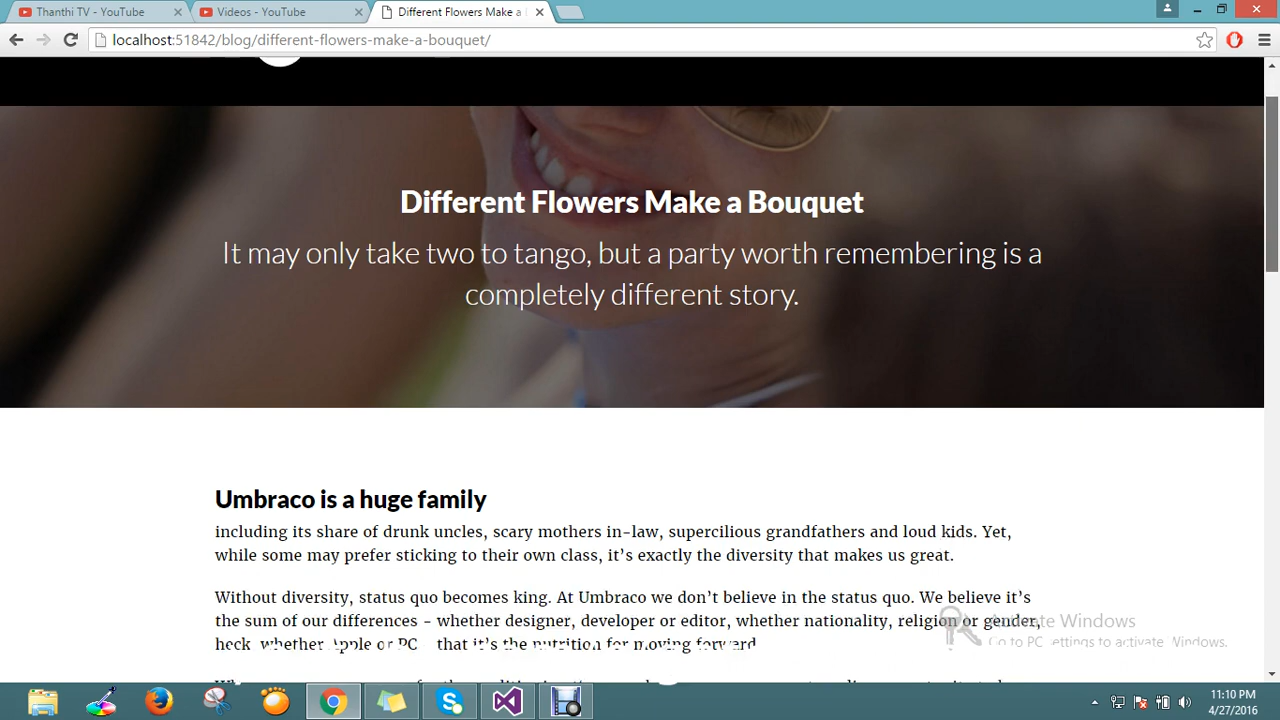 Thanthi TV - YouTube
Videos - YouTube
Different Flowers Make a
localhost:51842/blog/different-flowers-make-a-bouquet/
Different Flowers Make a Bouquet
It may only take two to tango, but a party worth remembering is a
completely different story.
Umbraco is a huge family
including its share of drunk uncles, scary mothers in-law, supercilious grandfathers and loud kids. Yet,
while some may prefer sticking to their own class, it’s exactly the diversity that makes us great.
Without diversity, status quo becomes king. At Umbraco we don’t believe in the status quo. We believe it’s
the sum of our differences – whether designer, developer or editor, whether nationality, religion or gender,
heck whether Apple or PC that it’s the nutrition for moving forward
Activate Windows
Go to PC settings to activate Windows.
11:10 PM
4/27/2016